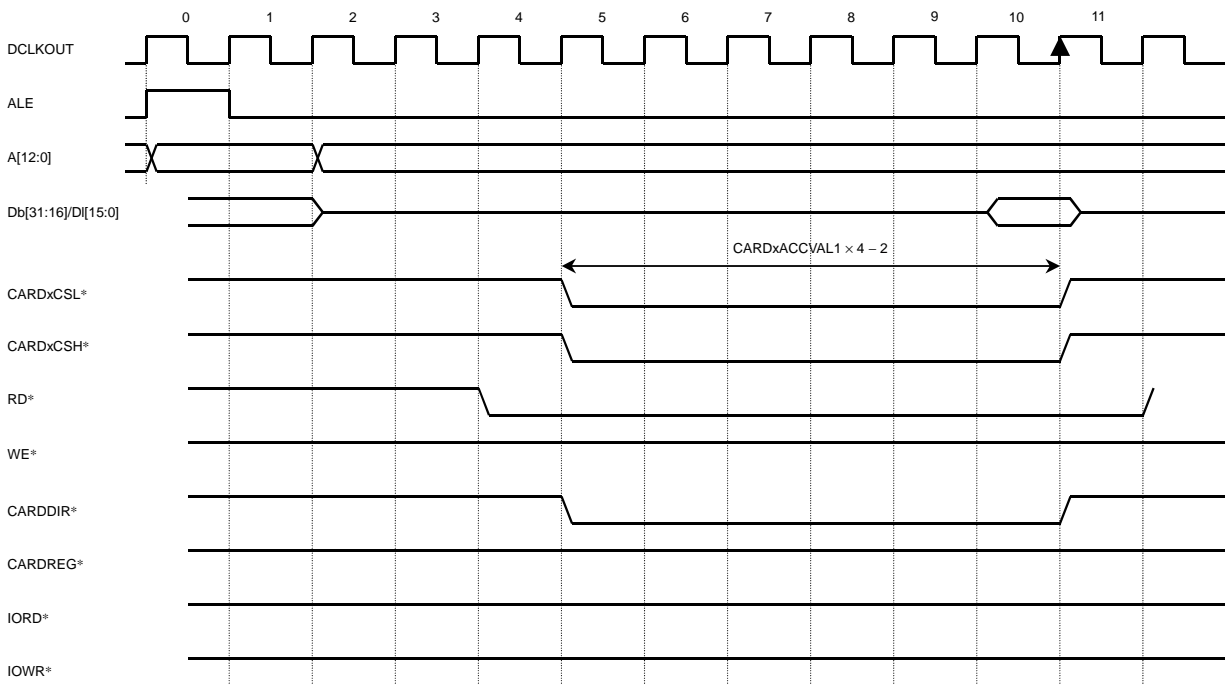 0 1 2 3 4 5 6 7 8 9 10 11
DCLKOUT
ALE
A[12:0]
Db[31:16]/Dl[15:0]
CARDxACCVAL1 × 4 − 2
CARDxCSL*
CARDxCSH*
RD*
WE*
CARDDIR*
CARDREG*
IORD*
IOWR*